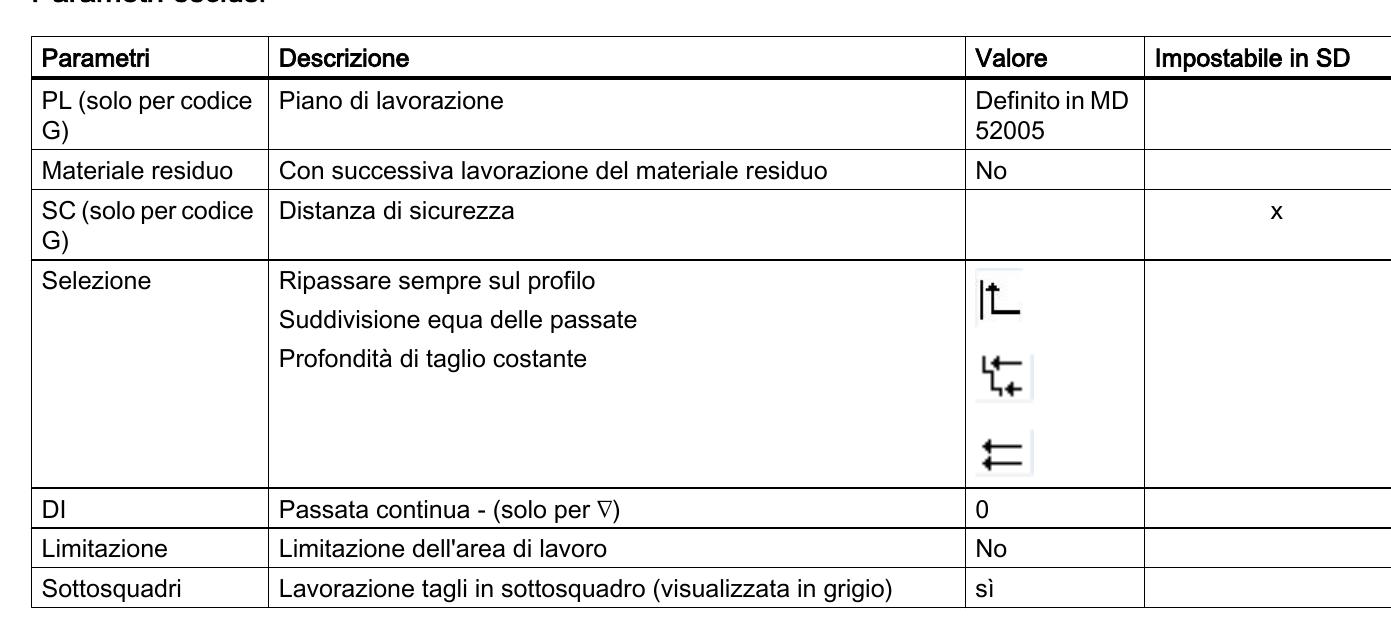 Parametri esclusi
Parametri Descrizione Valore Impostabile in SD
PL (solo per codice Piano di lavorazione Definito in MD
G) 52005
Materiale residuo Con successiva lavorazione del materiale residuo No
SC (solo per codice Distanza di sicurezza x
G)
Selezione Ripassare sempre sul profilo
Suddivisione equa delle passate
Profondità di taglio costante
DI Passata continua - (solo per ∇) 0
Limitazione Limitazione dell'area di lavoro No
Sottosquadri Lavorazione tagli in sottosquadro (visualizzata in grigio) sì